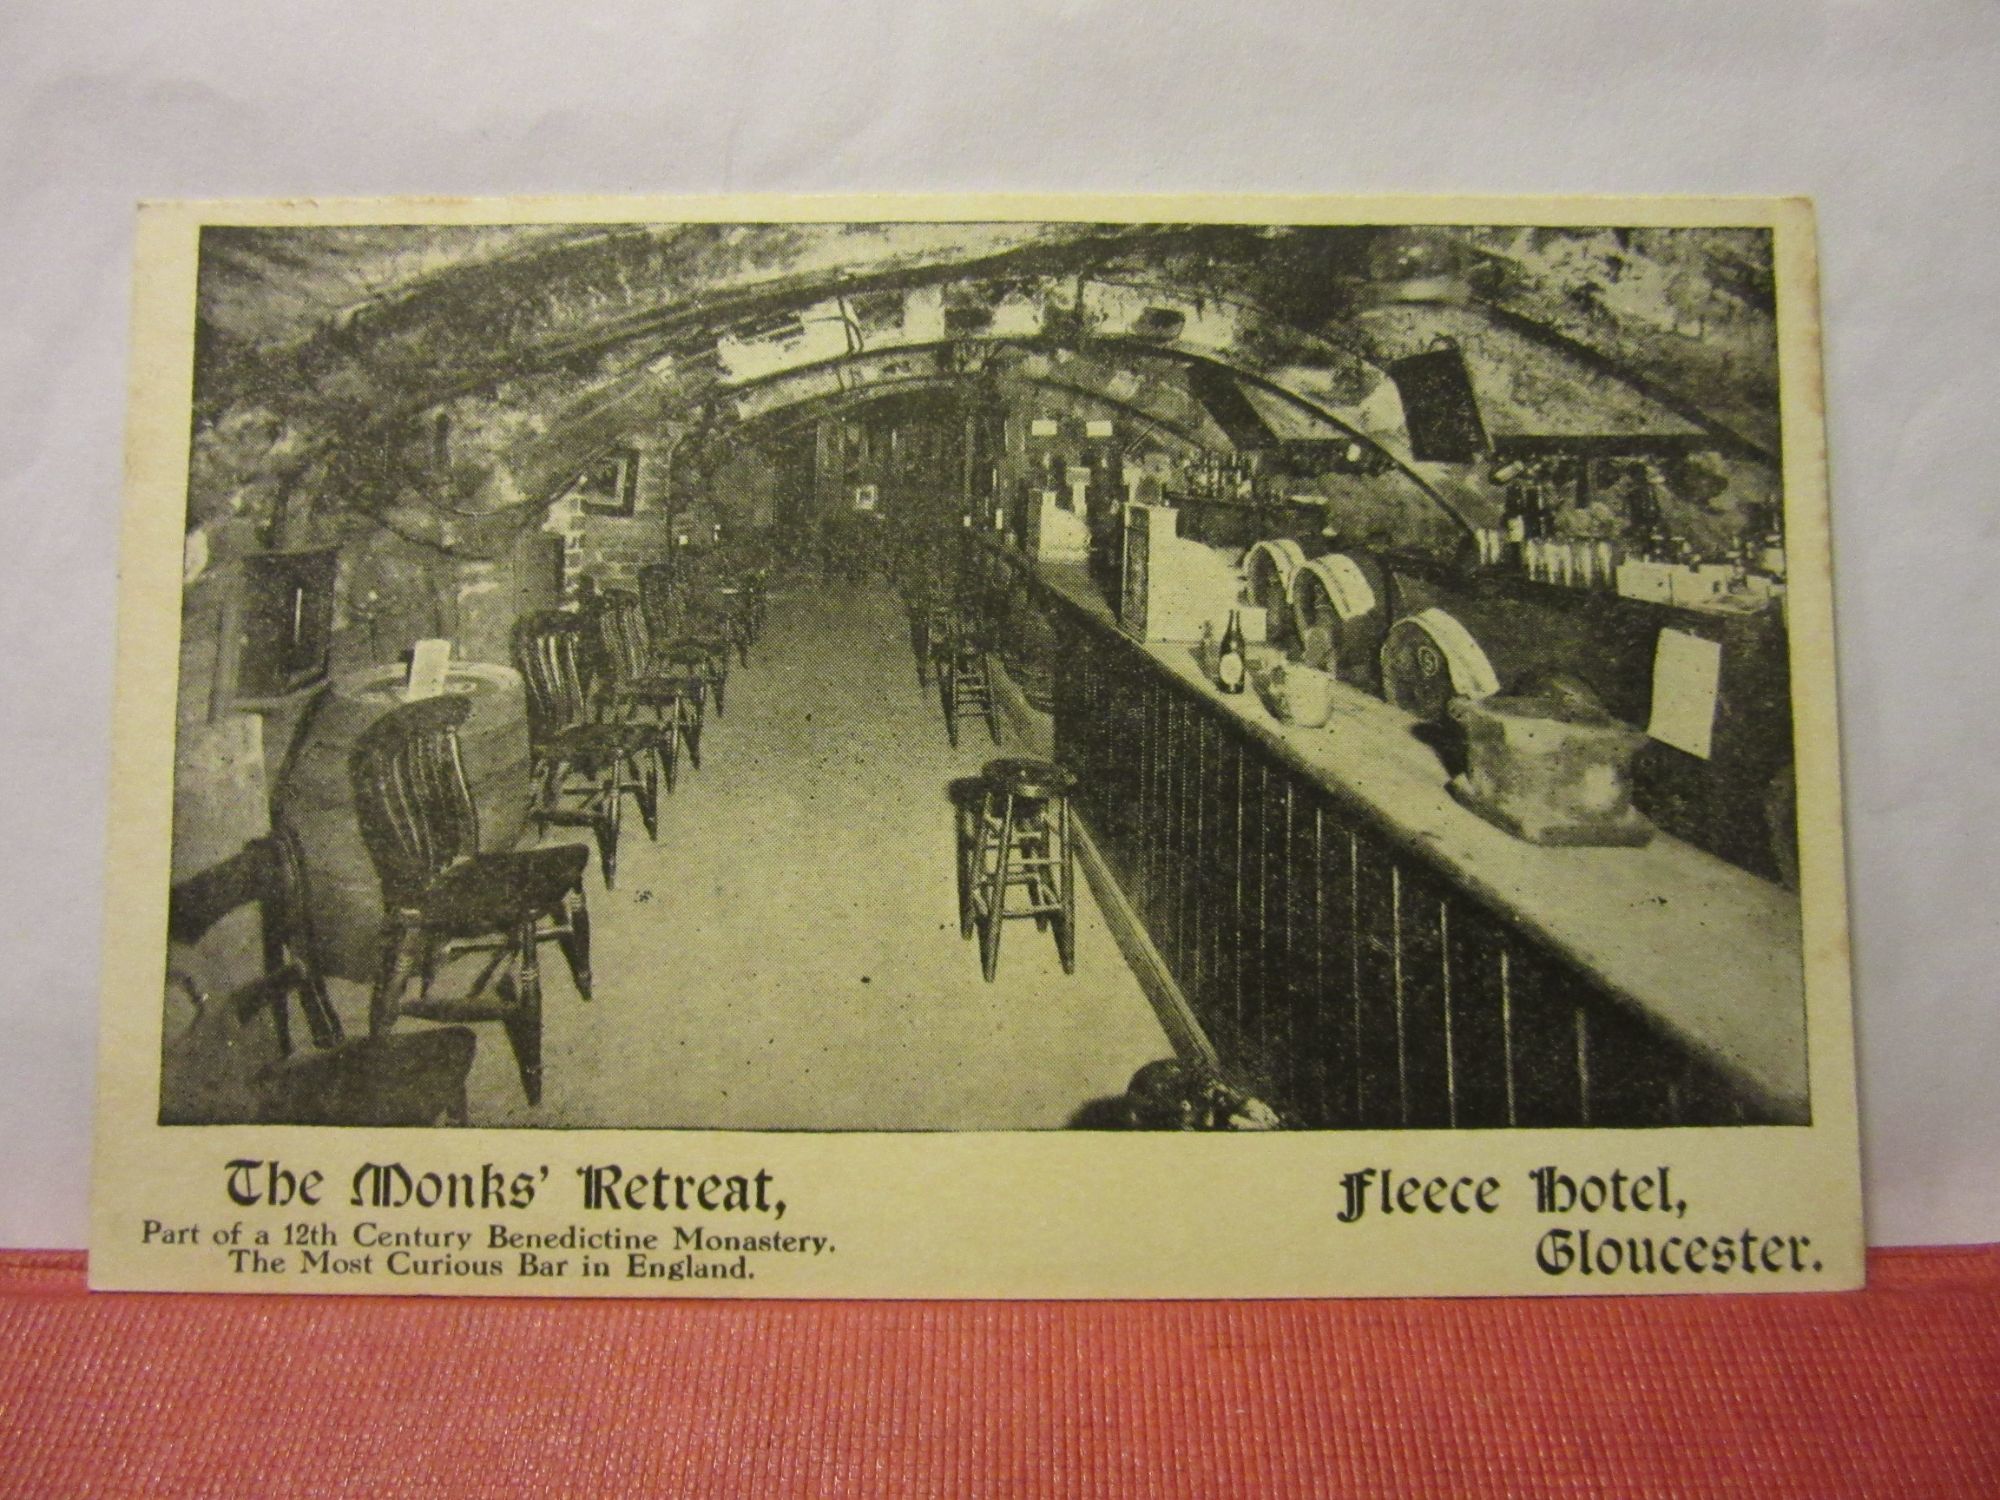 The Monks' Retreat,
Part of a 12th Century Benedictine Monastery.
The Most Curious Bar in England.
Fleece Hotel,
Gloucester.